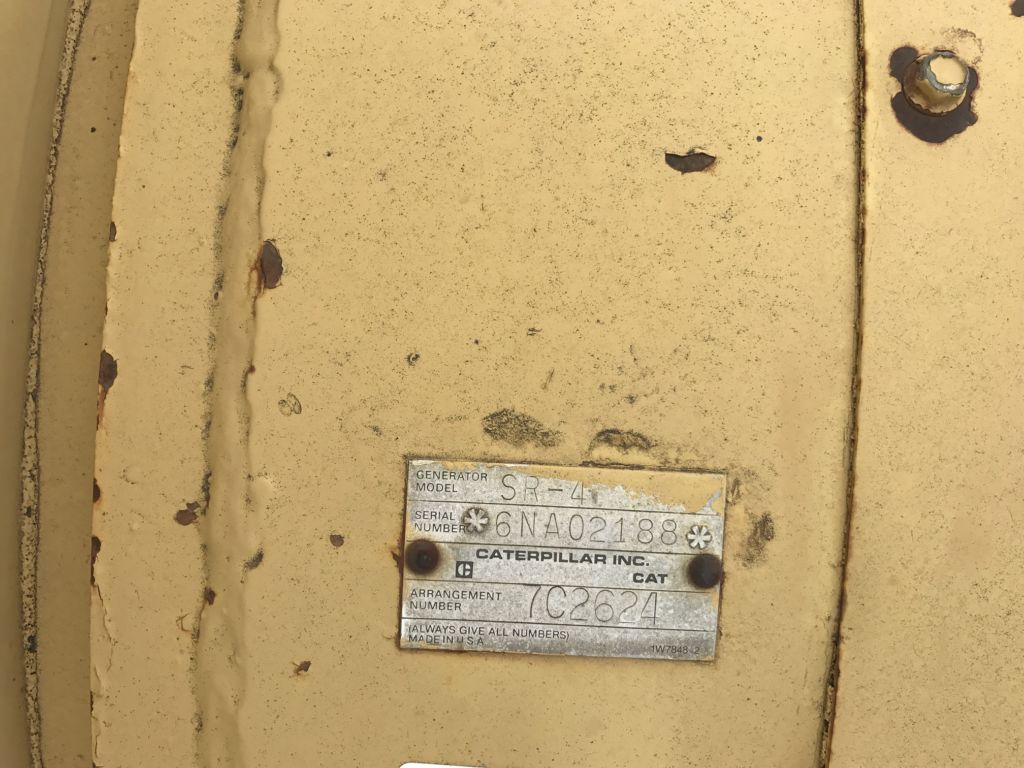 GENERATOR
MODEL SR-4
SERIAL
NUMBER 6NA02188
CATERPILLAR INC.
C CAT
ARRANGEMENT
NUMBER 7C2624
(ALWAYS GIVE ALL NUMBERS)
MADE IN U.S.A. 1W7848-2